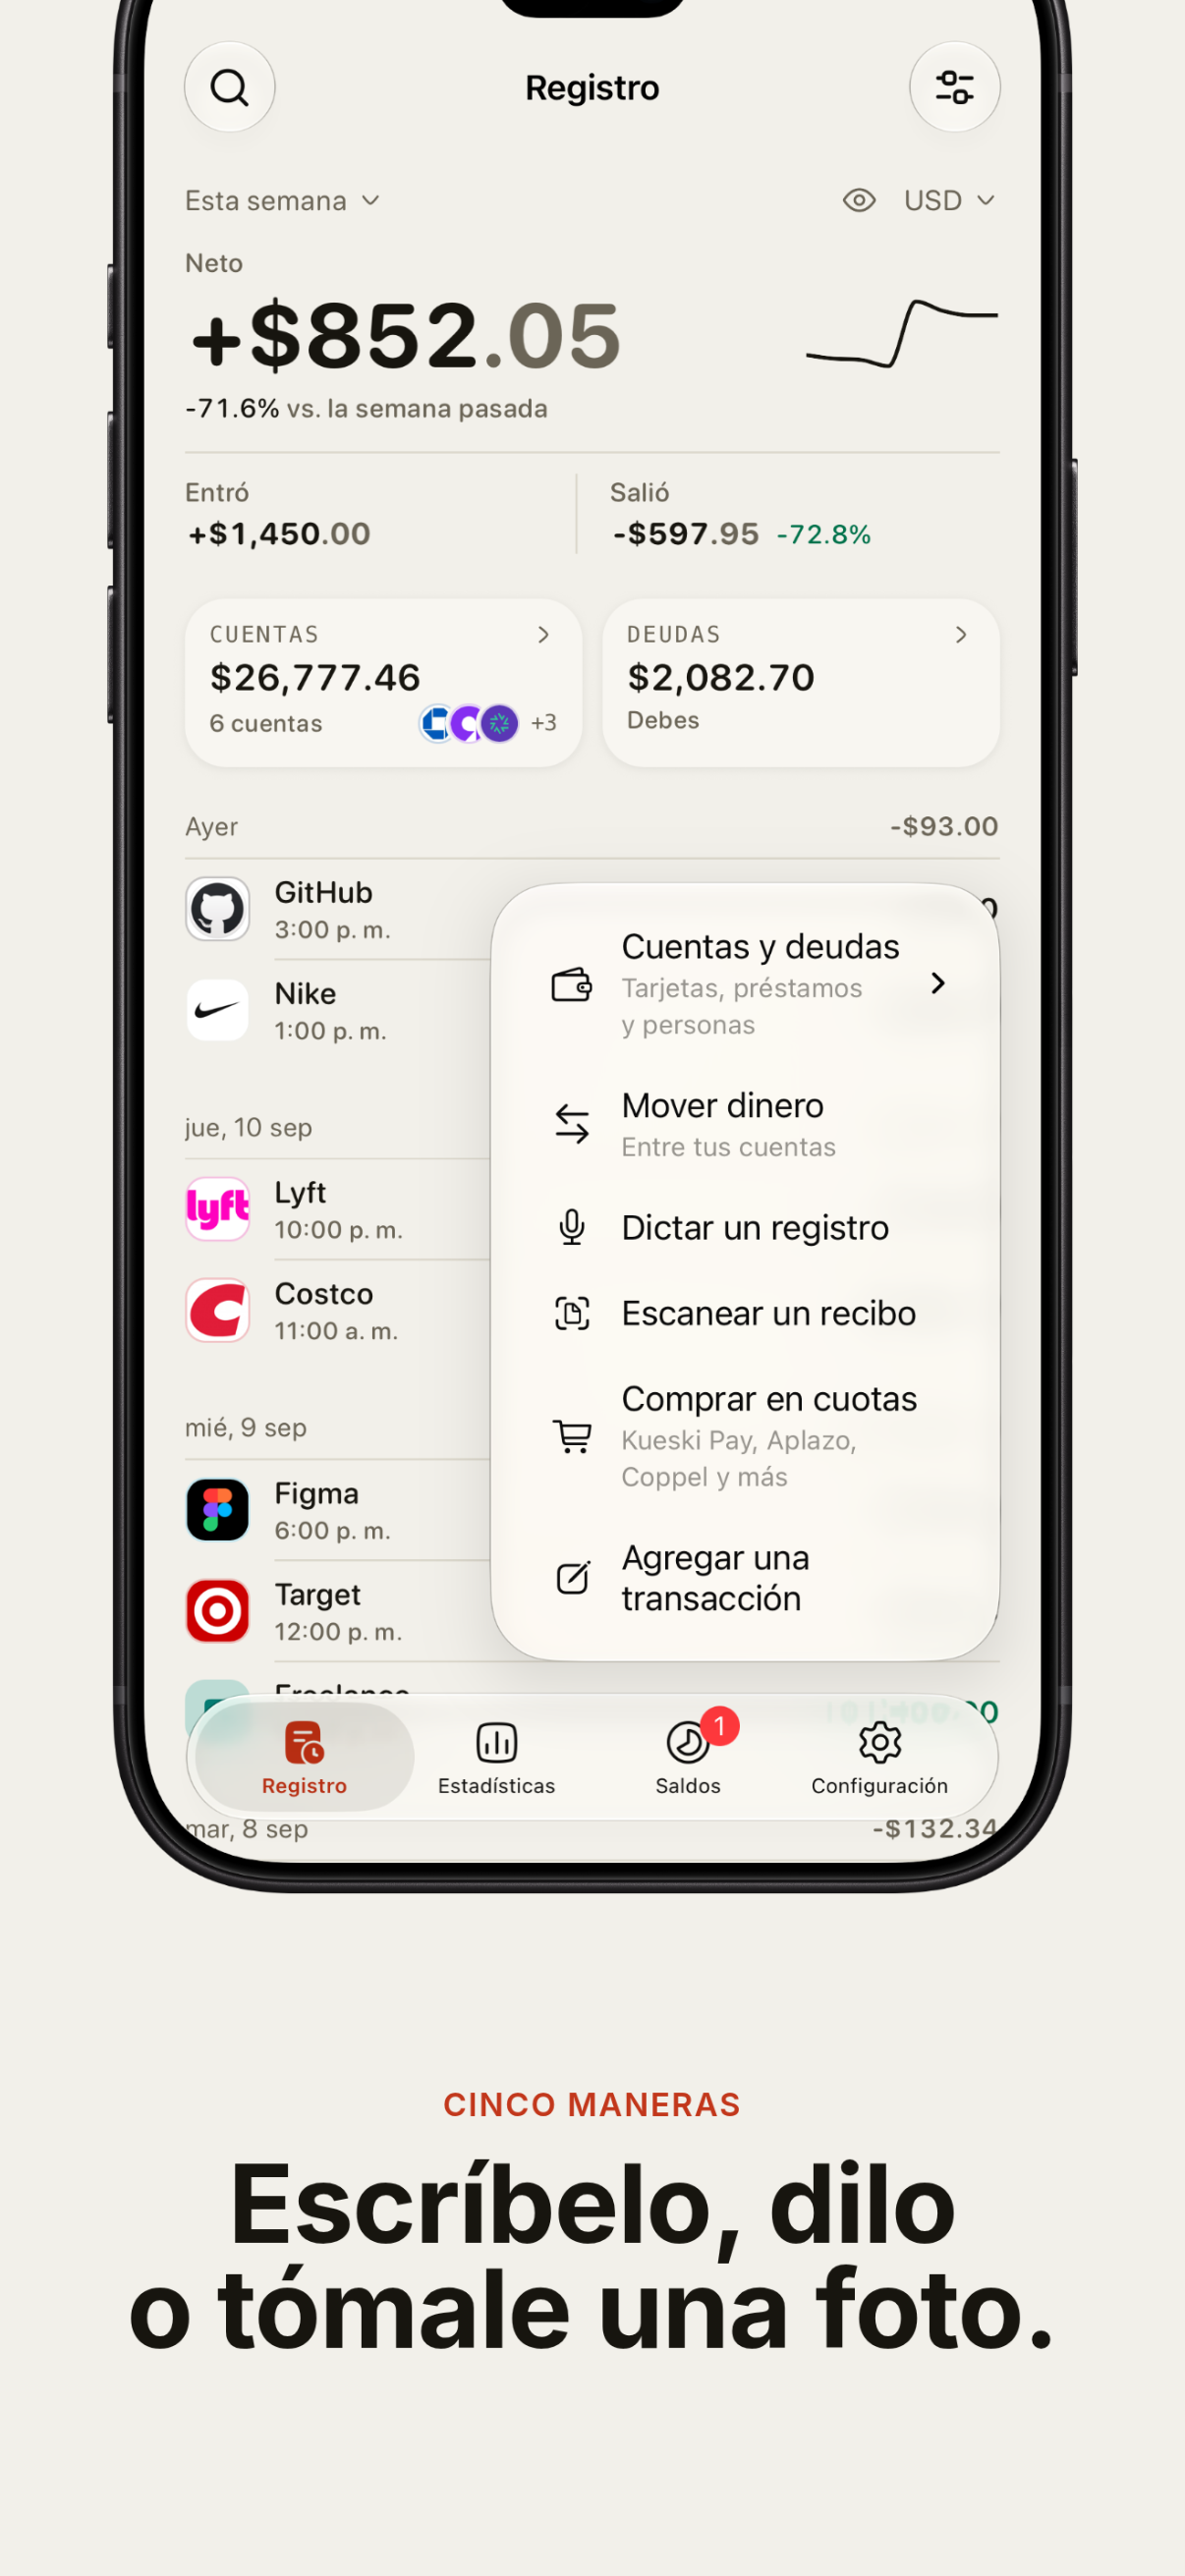 Registro
Esta semana
USD
Neto
+$852.05
-71.6% vs. la semana pasada
Entró
+$1,450.00
Salió
-$597.95 -72.8%
CUENTAS
$26,777.46
6 cuentas
+3
DEUDAS
$2,082.70
Debes
Ayer
-$93.00
GitHub
3:00 p. m.
Nike
1:00 p. m.
jue, 10 sep
lyft
Lyft
10:00 p. m.
Costco
11:00 a. m.
mié, 9 sep
Figma
6:00 p. m.
Target
12:00 p. m.
Cuentas y deudas
Tarjetas, préstamos
y personas
Mover dinero
Entre tus cuentas
Dictar un registro
Escanear un recibo
Comprar en cuotas
Kueski Pay, Aplazo,
Coppel y más
Agregar una
transacción
Registro
Estadísticas
1
Saldos
Configuración
mar, 8 sep
-$132.34
CINCO MANERAS
Escríbelo, dilo
o tómale una foto.